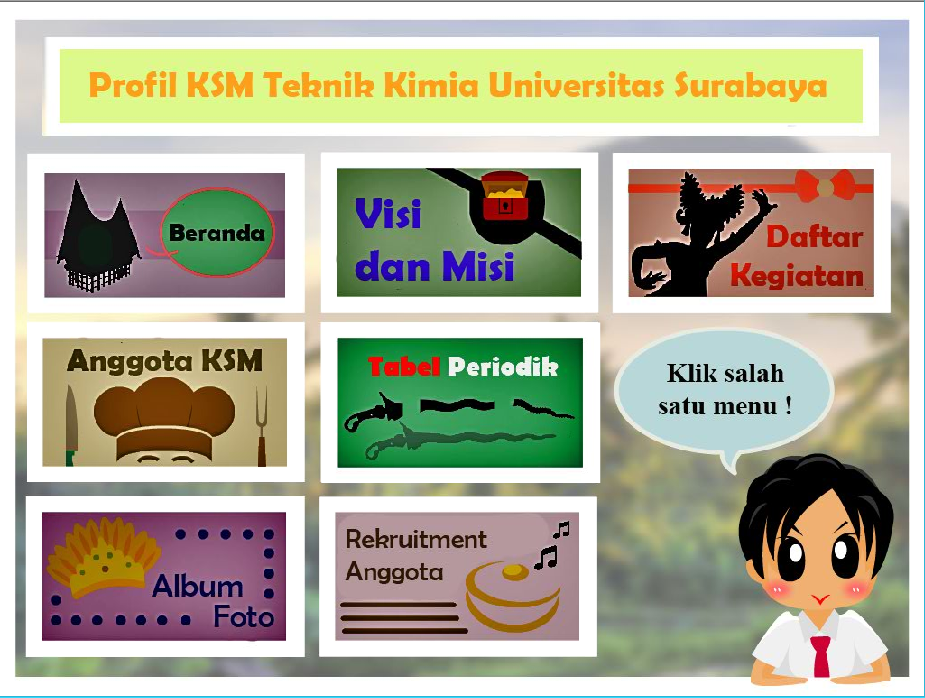 Profil KSM Teknik Kimia Universitas Surabaya
Beranda
Visi
dan Misi
Daftar
Kegiatan
Anggota KSM
Tabel Periodik
Klik salah
satu menu !
Album
Foto
Rekruitment
Anggota